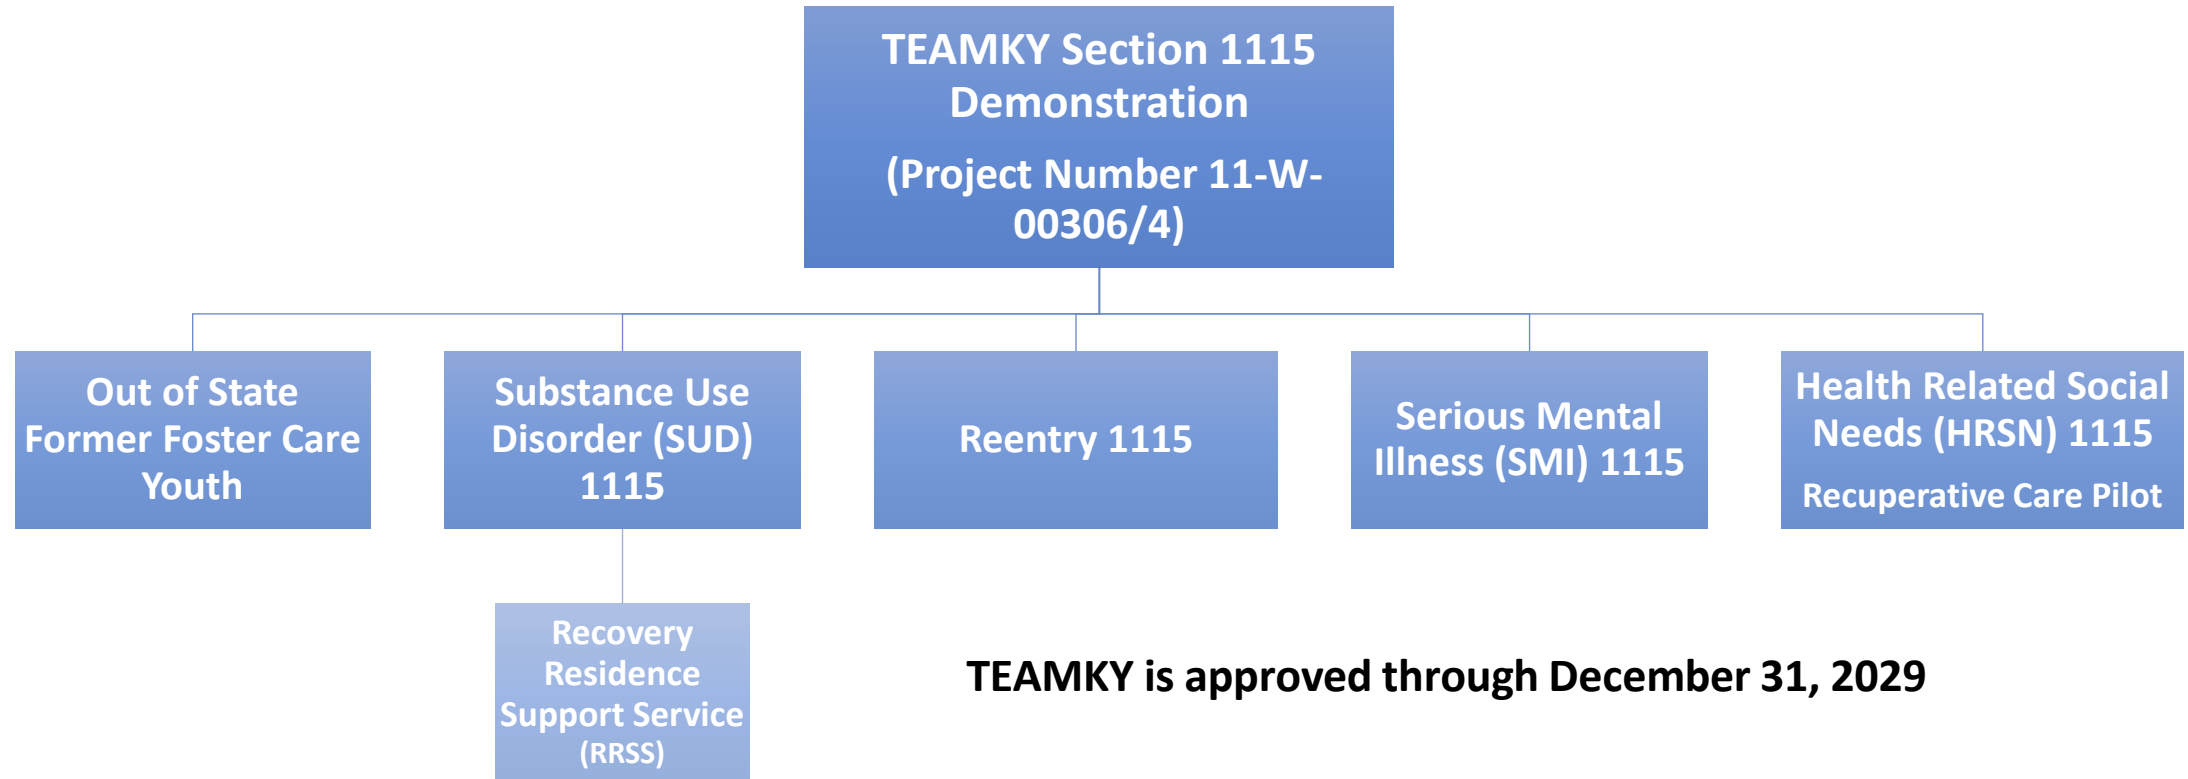 TEAMKY Section 1115
Demonstration
(Project Number 11-W-
00306/4)
Out of State
Former Foster Care
Youth
Substance Use
Disorder (SUD)
1115
Reentry 1115
Serious Mental
Illness (SMI) 1115
Health Related Social
Needs (HRSN) 1115
Recuperative Care Pilot
Recovery
Residence
Support Service
(RRSS)
TEAMKY is approved through December 31, 2029